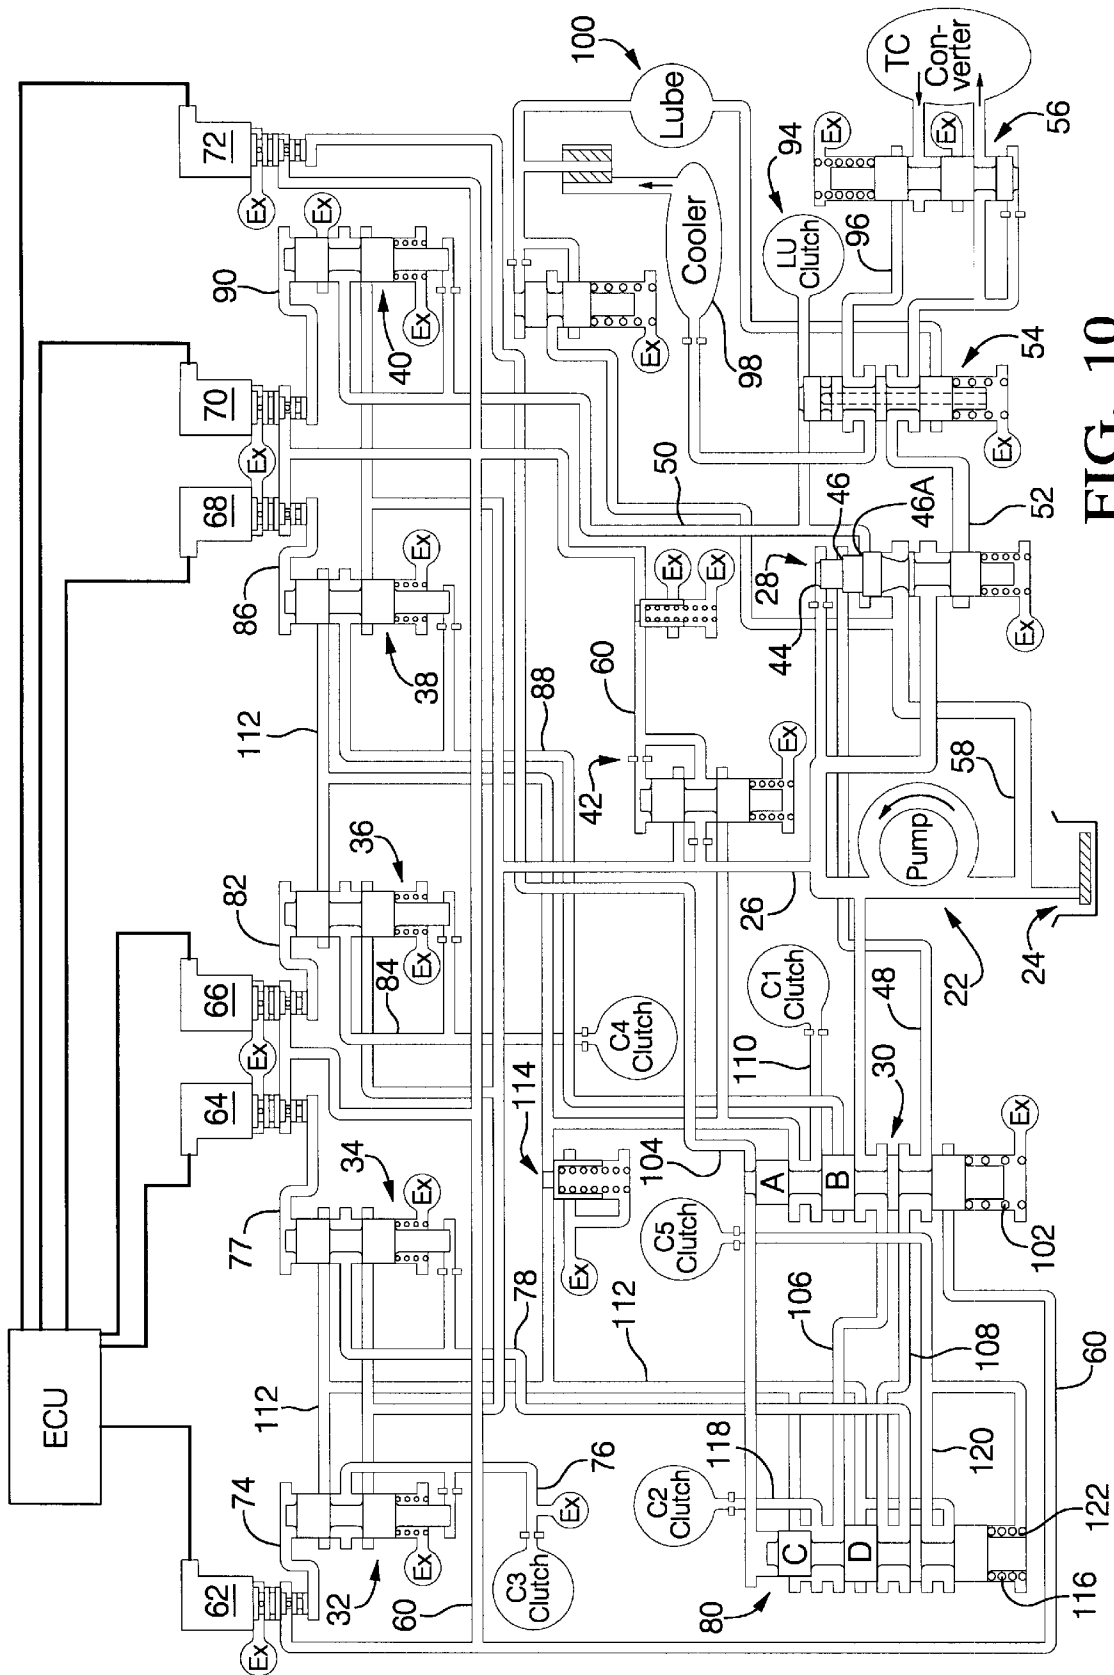 ECU
62
64
66
68
70
72
74
77
82
86
90
Ex
Ex
112
Ex
Ex
112
Ex
32
34
36
84
38
40
Ex
Ex
Ex
Ex
Ex
60
C3
Clutch
78
114
88
100
Ex
Ex
76
112
C4
Clutch
42
60
Ex
C2
Clutch
C5
Clutch
Ex
50
Cooler
Lube
80
118
104
Ex
110
26
28
98
C1
Clutch
Ex
44
LU
Clutch
94
C
A
106
46
Ex
D
B
48
46A
96
30
Pump
TC
Con-
verter
108
120
22
58
Ex
Ex
54
Ex
Ex
24
52
56
116
102
60
122
FIG. 10